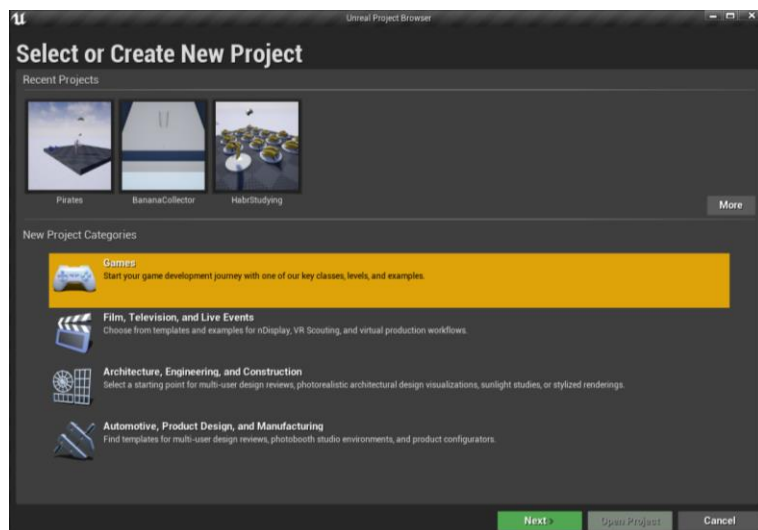 Unreal Project Browser
Select or Create New Project
Recent Projects
Pirates
BananaCollector
HabrStudying
More
New Project Categories
Games
Start your game development journey with one of our key classes, levels, and examples.
Film, Television, and Live Events
Choose from templates and examples for nDisplay, VR Scouting, and virtual production workflows.
Architecture, Engineering, and Construction
Select a starting point for multi-user design reviews, photorealistic architectural design visualizations, sunlight studies, or stylized renderings.
Automotive, Product Design, and Manufacturing
Find templates for multi-user design reviews, photobooth studio environments, and product configurators.
Next >
Open Project
Cancel